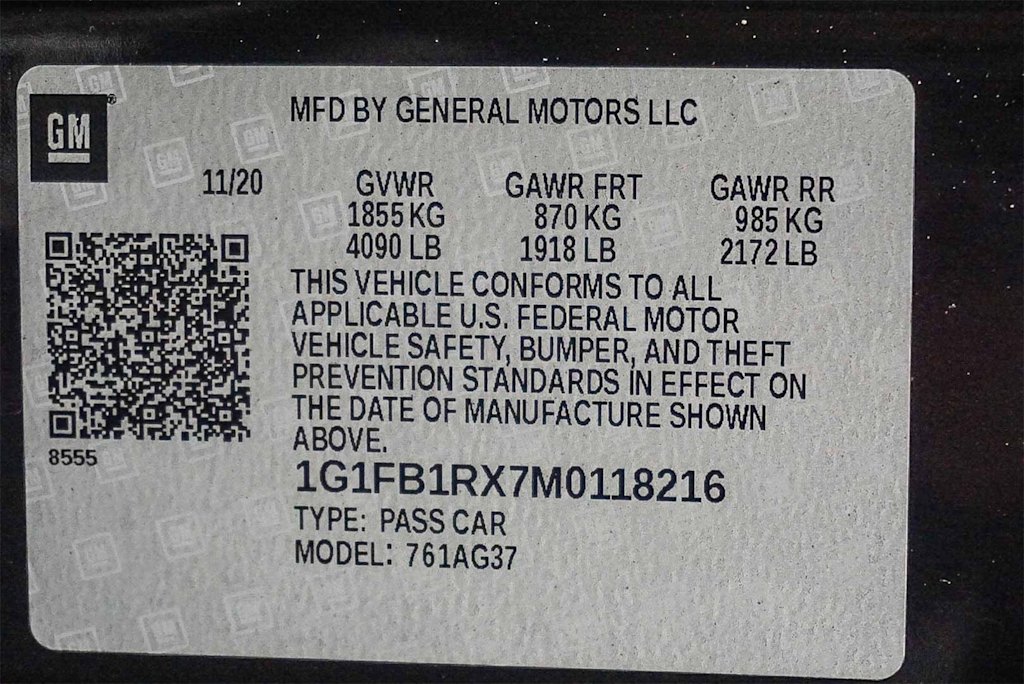 GM
MFD BY GENERAL MOTORS LLC
11/20 GVWR GAWR FRT GAWR RR
1855 KG 870 KG 985 KG
4090 LB 1918 LB 2172 LB
THIS VEHICLE CONFORMS TO ALL
APPLICABLE U.S. FEDERAL MOTOR
VEHICLE SAFETY, BUMPER, AND THEFT
PREVENTION STANDARDS IN EFFECT ON
THE DATE OF MANUFACTURE SHOWN
ABOVE.
8555
1G1FB1RX7M0118216
TYPE: PASS CAR
MODEL: 761AG37